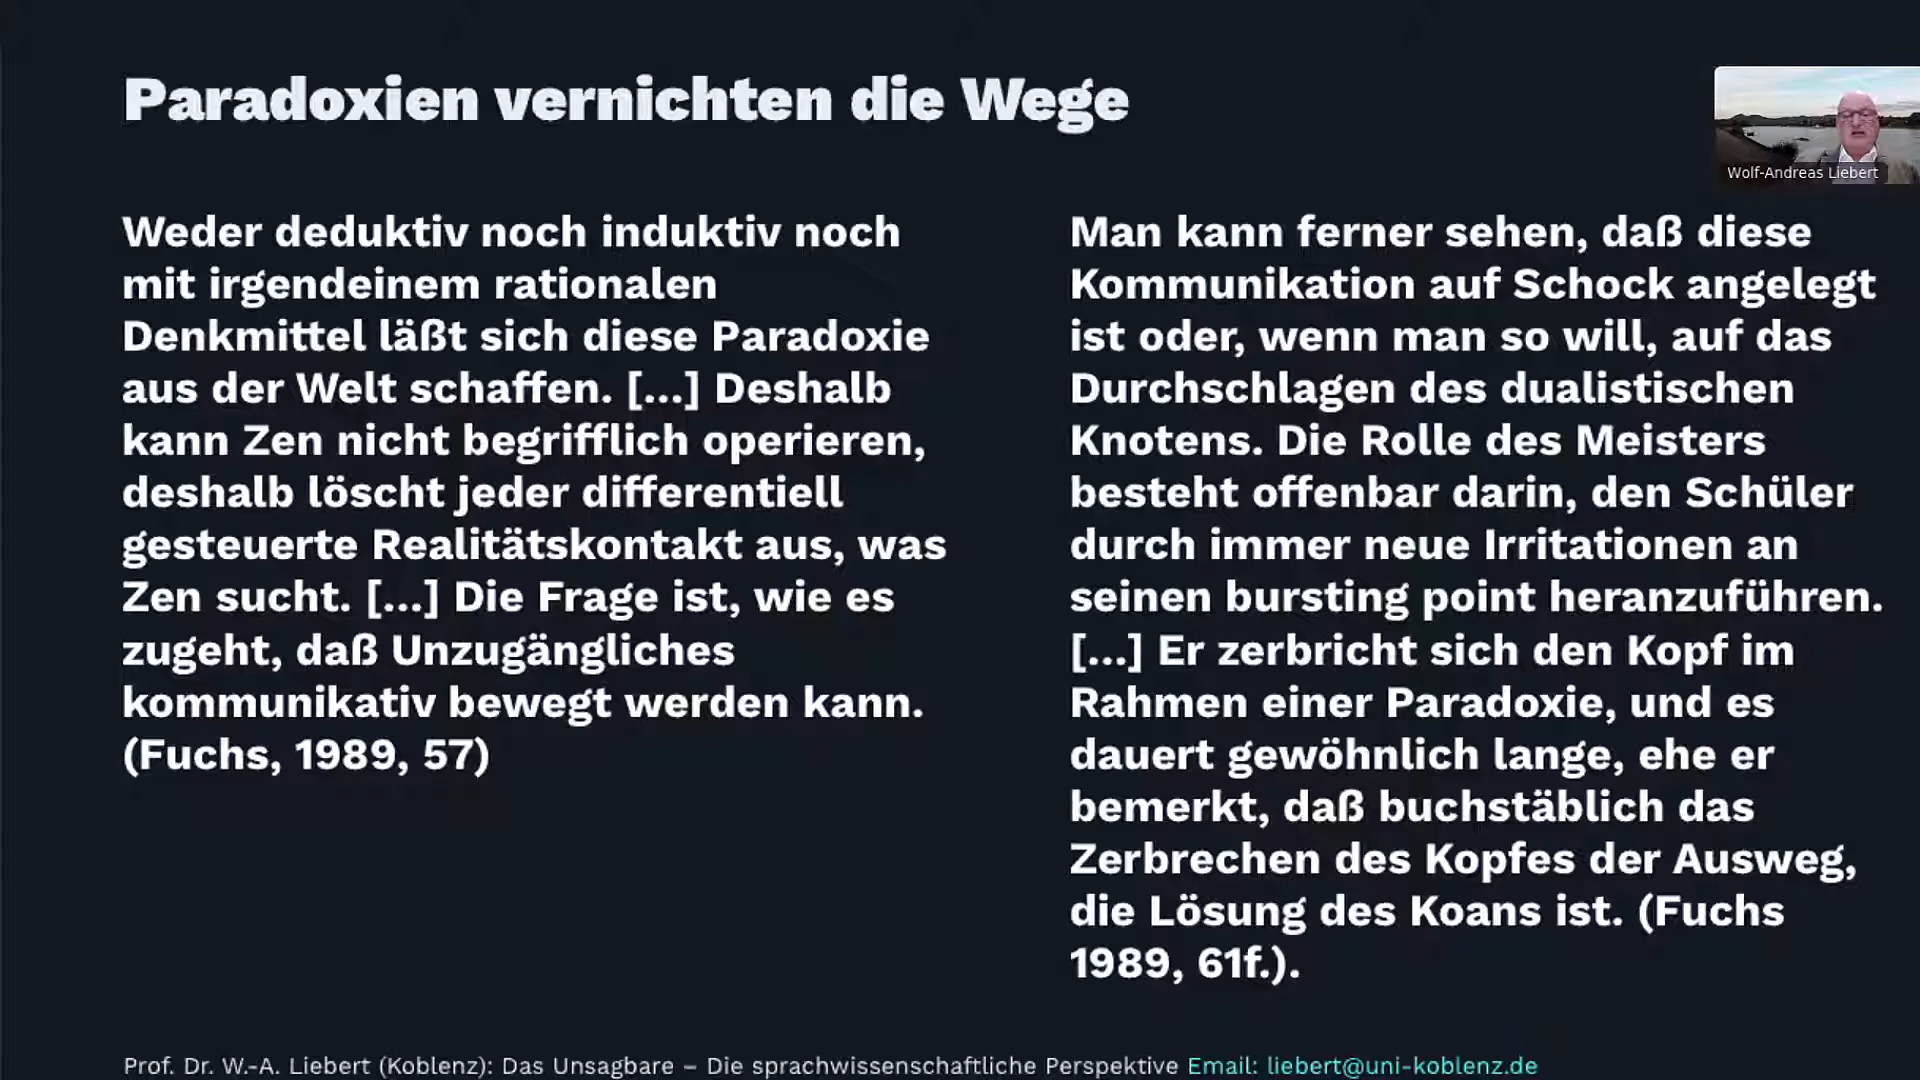 Paradoxien vernichten die Wege
Wolf-Andreas Liebert
Weder deduktiv noch induktiv noch
mit irgendeinem rationalen
Denkmittel läßt sich diese Paradoxie
aus der Welt schaffen. [...] Deshalb
kann Zen nicht begrifflich operieren,
deshalb löscht jeder differentiell
gesteuerte Realitätskontakt aus, was
Zen sucht. [...] Die Frage ist, wie es
zugeht, daß Unzugängliches
kommunikativ bewegt werden kann.
(Fuchs, 1989, 57)
Man kann ferner sehen, daß diese
Kommunikation auf Schock angelegt
ist oder, wenn man so will, auf das
Durchschlagen des dualistischen
Knotens. Die Rolle des Meisters
besteht offenbar darin, den Schüler
durch immer neue Irritationen an
seinen bursting point heranzuführen.
[...] Er zerbricht sich den Kopf im
Rahmen einer Paradoxie, und es
dauert gewöhnlich lange, ehe er
bemerkt, daß buchstäblich das
Zerbrechen des Kopfes der Ausweg,
die Lösung des Koans ist. (Fuchs
1989, 61f.).
Prof. Dr. W.-A. Liebert (Koblenz): Das Unsagbare – Die sprachwissenschaftliche Perspektive Email: liebert@uni-koblenz.de